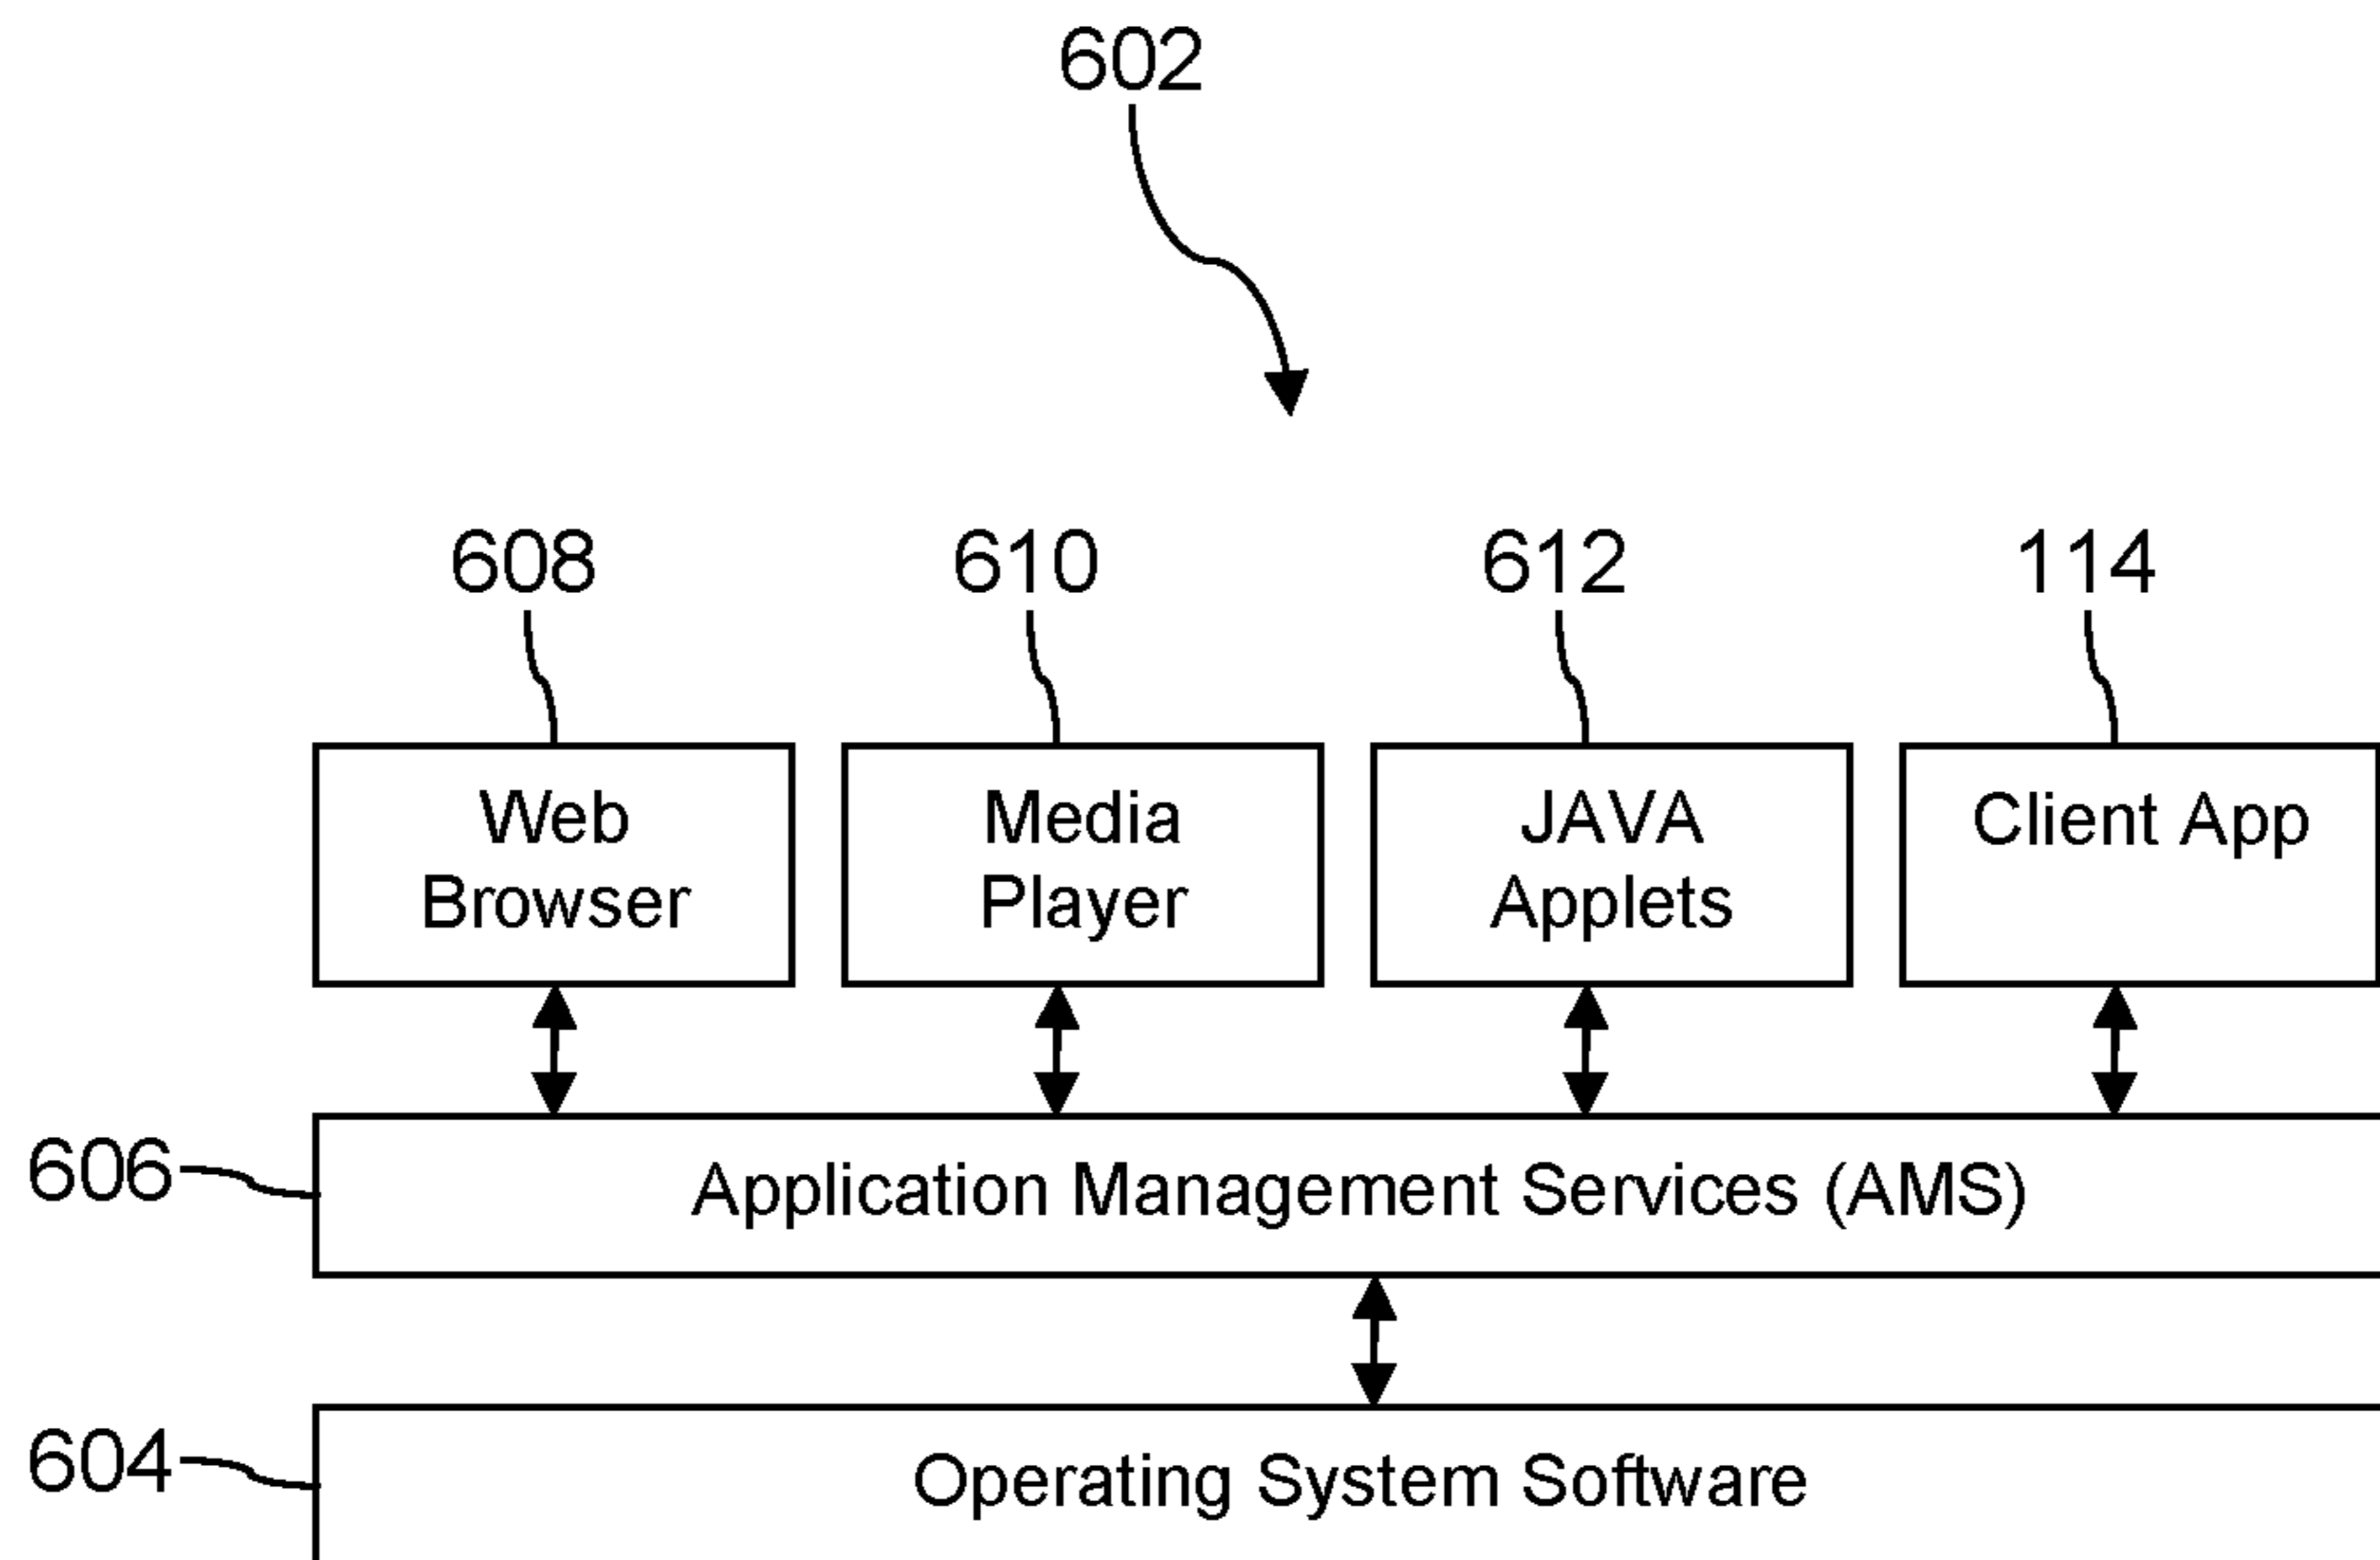 602
608
610
612
114
Web
Browser
Media
Player
JAVA
Applets
Client App
606
Application Management Services (AMS)
604
Operating System Software